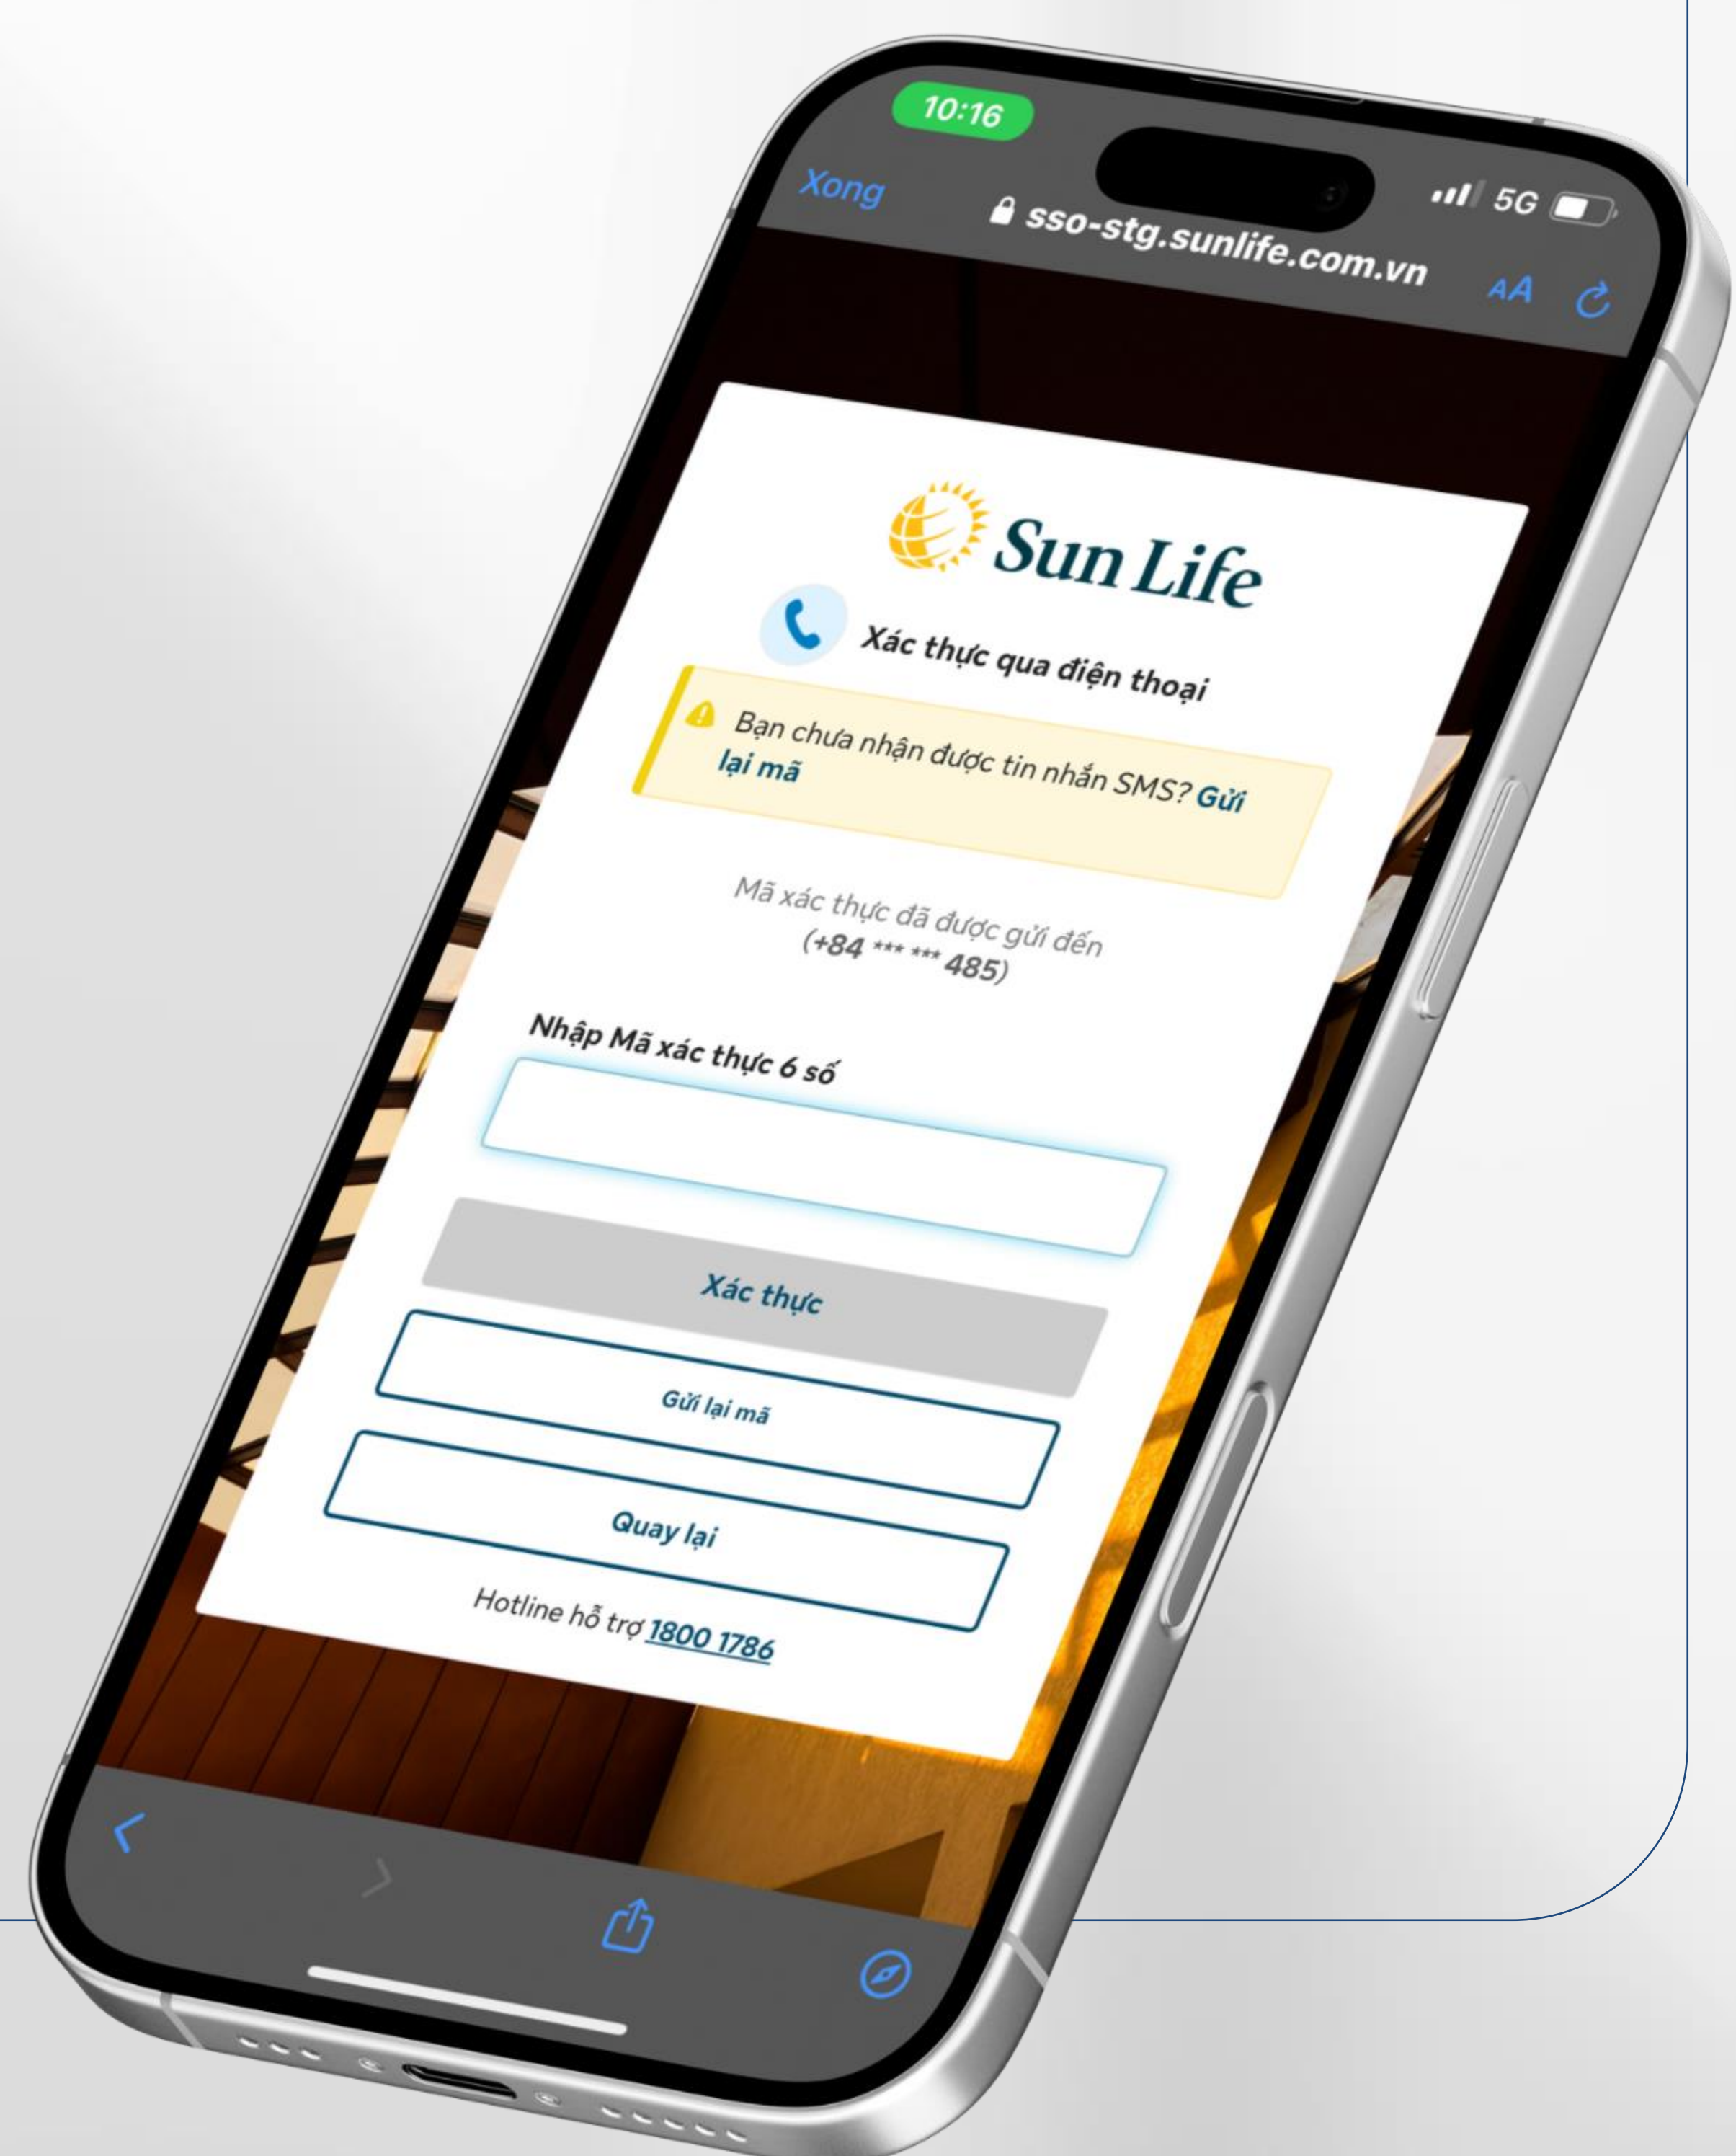 10:16
5G
Xong
sso-stg.sunlife.com.vn
AA
Sun Life
Xác thực qua điện thoại
Bạn chưa nhận được tin nhắn SMS? Gửi
lại mã
Mã xác thực đã được gửi đến
(+84 *** *** 485)
Nhập Mã xác thực 6 số
Xác thực
Gửi lại mã
Quay lại
Hotline hỗ trợ 1800 1786